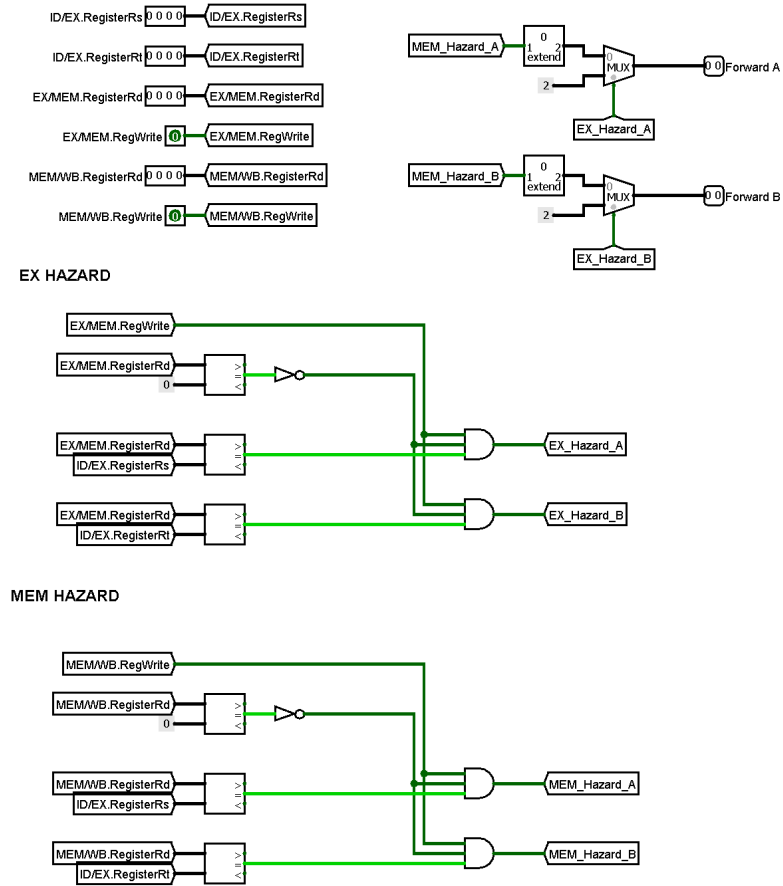 ID/EX.RegisterRs 0 0 0 0 ID/EX.RegisterRs
ID/EX.RegisterRt 0 0 0 0 ID/EX.RegisterRt
EX/MEM.RegisterRd 0 0 0 0 EX/MEM.RegisterRd
EX/MEM.RegWrite 0 EX/MEM.RegWrite
MEM/WB.RegisterRd 0 0 0 0 MEM/WB.RegisterRd
MEM/WB.RegWrite 0 MEM/WB.RegWrite
MEM_Hazard_A
0
1 2
extend
2
0
MUX
0 0 Forward A
EX_Hazard_A
MEM_Hazard_B
0
1 2
extend
2
0
MUX
0 0 Forward B
EX_Hazard_B
EX HAZARD
EX/MEM.RegWrite
EX/MEM.RegisterRd
0
>
=
<
EX/MEM.RegisterRd
ID/EX.RegisterRs
>
=
<
EX_Hazard_A
EX/MEM.RegisterRd
ID/EX.RegisterRt
>
=
<
EX_Hazard_B
MEM HAZARD
MEM/WB.RegWrite
MEM/WB.RegisterRd
0
>
=
<
MEM/WB.RegisterRd
ID/EX.RegisterRs
>
=
<
MEM_Hazard_A
MEM/WB.RegisterRd
ID/EX.RegisterRt
>
=
<
MEM_Hazard_B